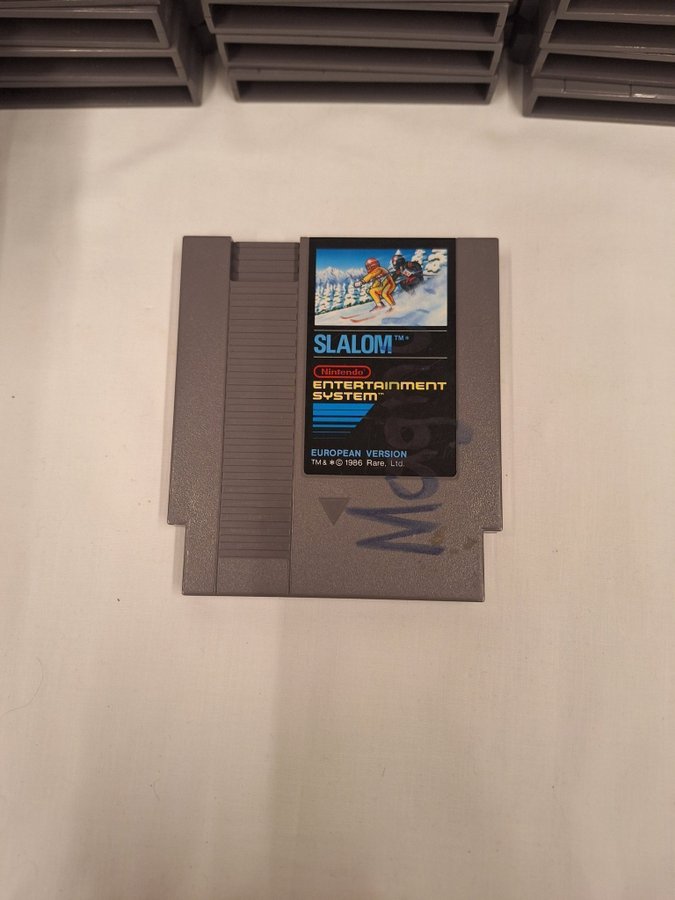 SLALOM™*
Nintendo®
ENTERTAINMENT
SYSTEM™
EUROPEAN VERSION
TM & *© 1986 Rare, Ltd.